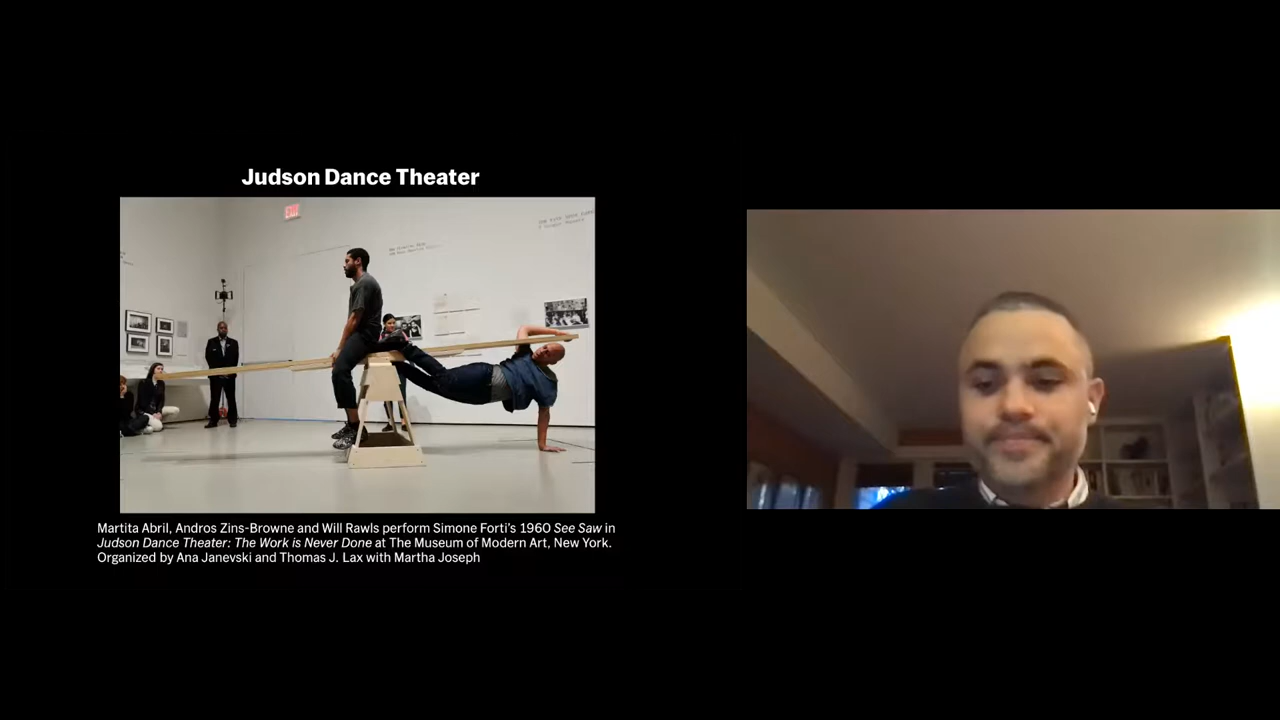 Judson Dance Theater
EXIT
Martita Abril, Andros Zins-Browne and Will Rawls perform Simone Forti's 1960 See Saw in
Judson Dance Theater: The Work is Never Done at The Museum of Modern Art, New York.
Organized by Ana Janevski and Thomas J. Lax with Martha Joseph